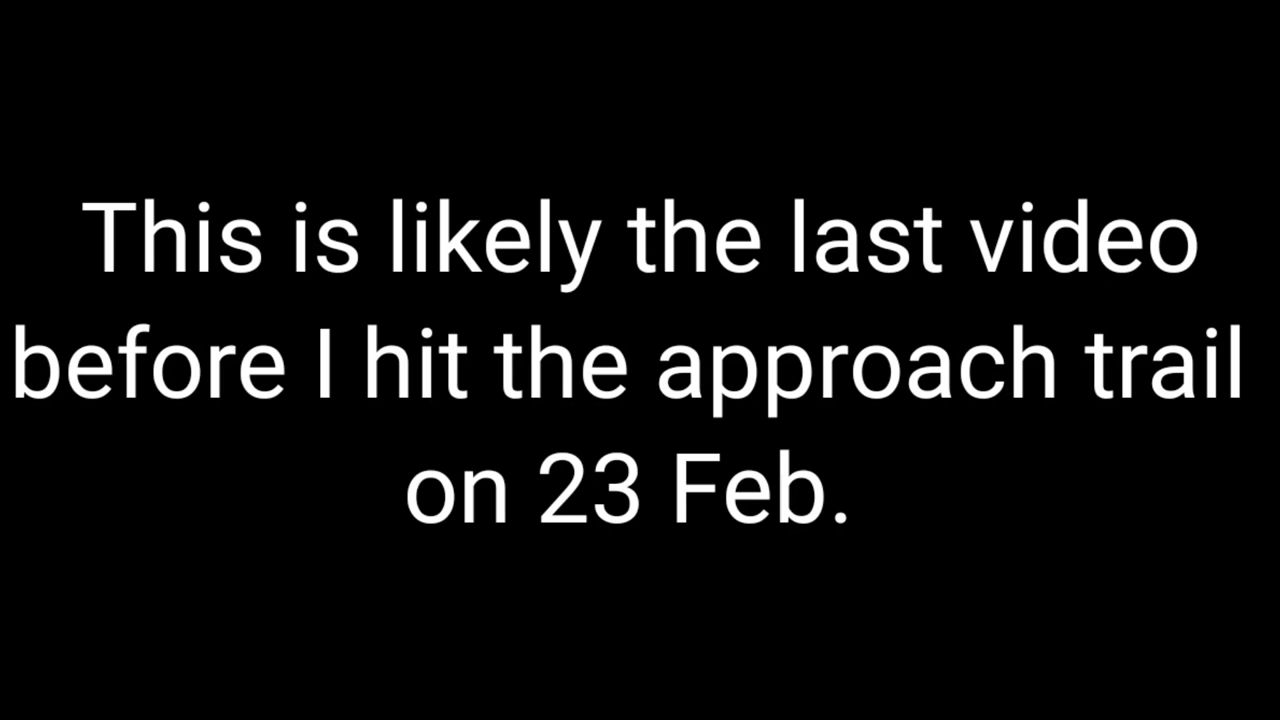 This is likely the last video
before I hit the approach trail
on 23 Feb.